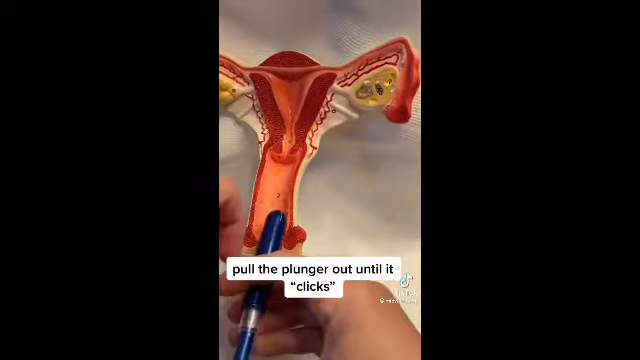 pull the plunger out until it
“clicks”